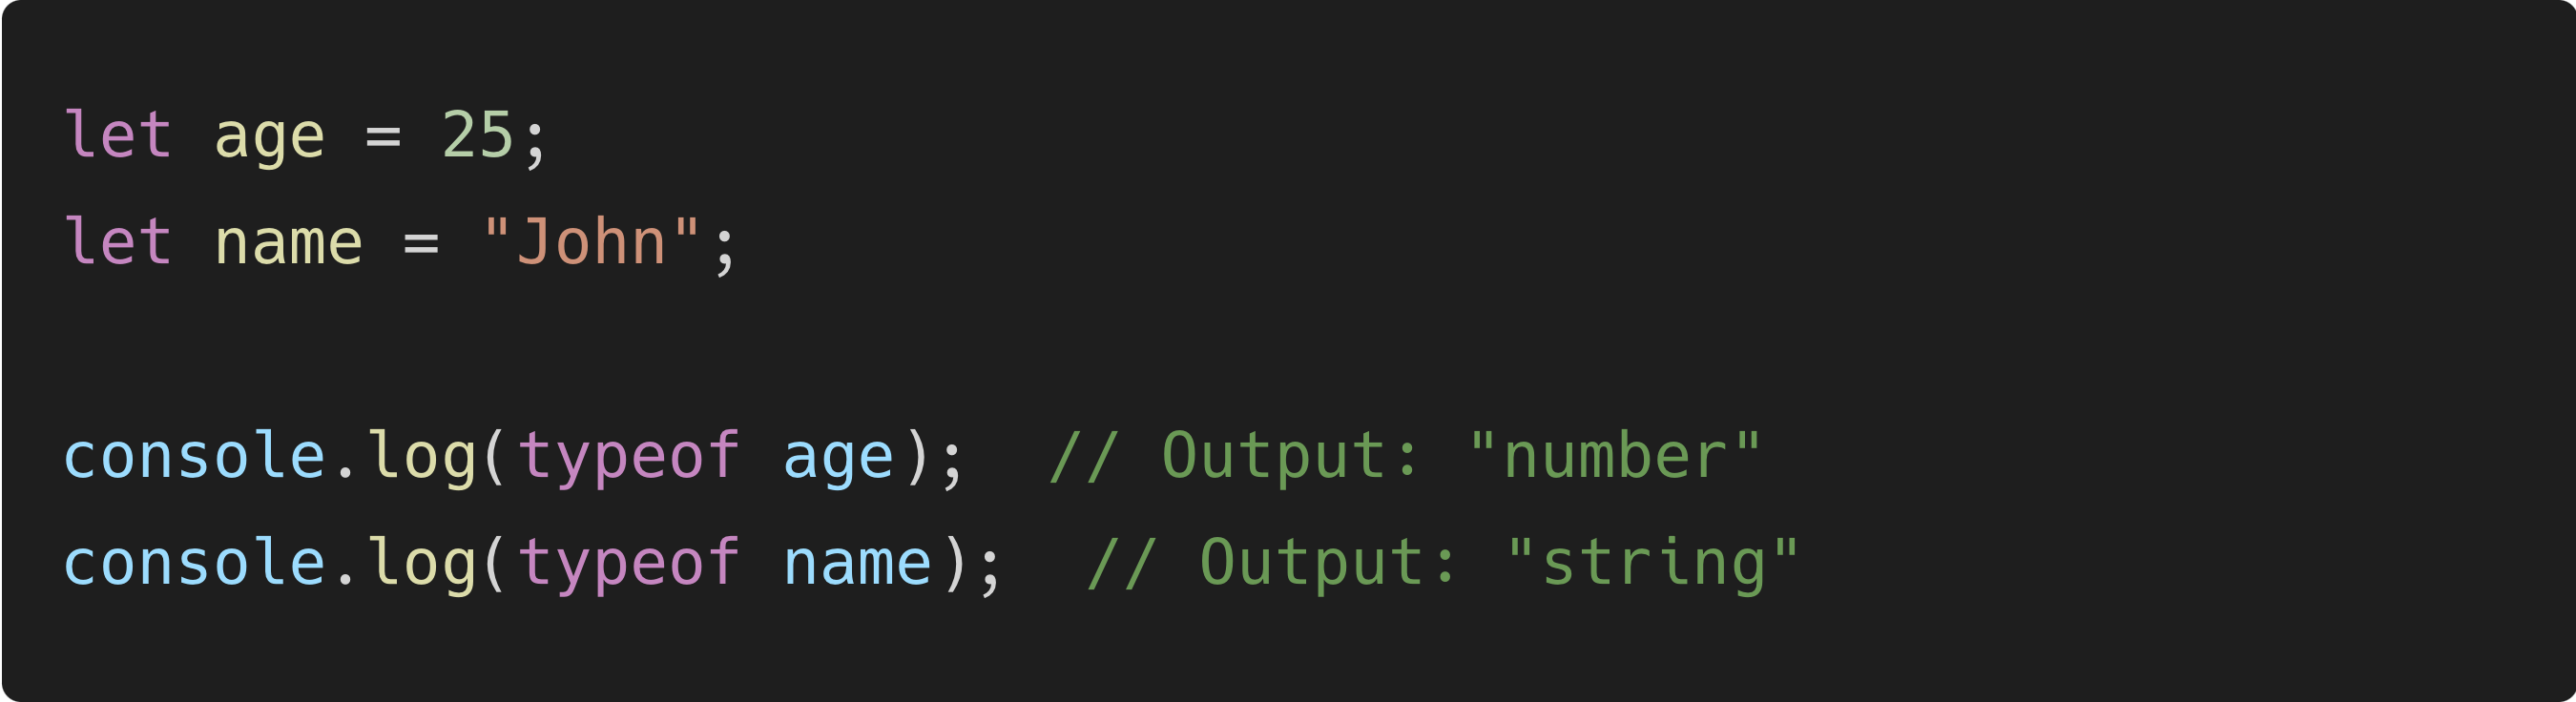 let age = 25;
let name = "John";
console.log(typeof age);  // Output: "number"
console.log(typeof name);  // Output: "string"